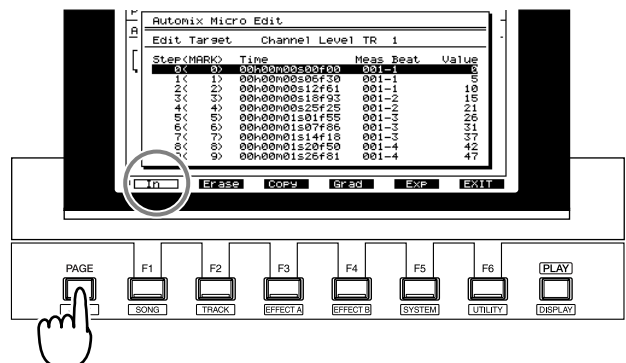 Automix Micro Edit
Edit Target Channel Level TR 1
Step(MARK) Time Meas Beat Value
0( 0) 00h00m00s00f00 001-1 0
1( 1) 00h00m00s06f30 001-1 5
2( 2) 00h00m00s12f61 001-1 10
3( 3) 00h00m00s18f93 001-2 15
4( 4) 00h00m00s25f25 001-2 21
5( 5) 00h00m01s01f55 001-3 26
6( 6) 00h00m01s07f86 001-3 31
7( 7) 00h00m01s14f18 001-3 37
8( 8) 00h00m01s20f50 001-4 42
9) 00h00m01s26f81 001-4 47
In Erase Copy Grad Exp EXIT
PAGE F1 F2 F3 F4 F5 F6 PLAY
SONG TRACK EFFECT A EFFECT B SYSTEM UTILITY DISPLAY